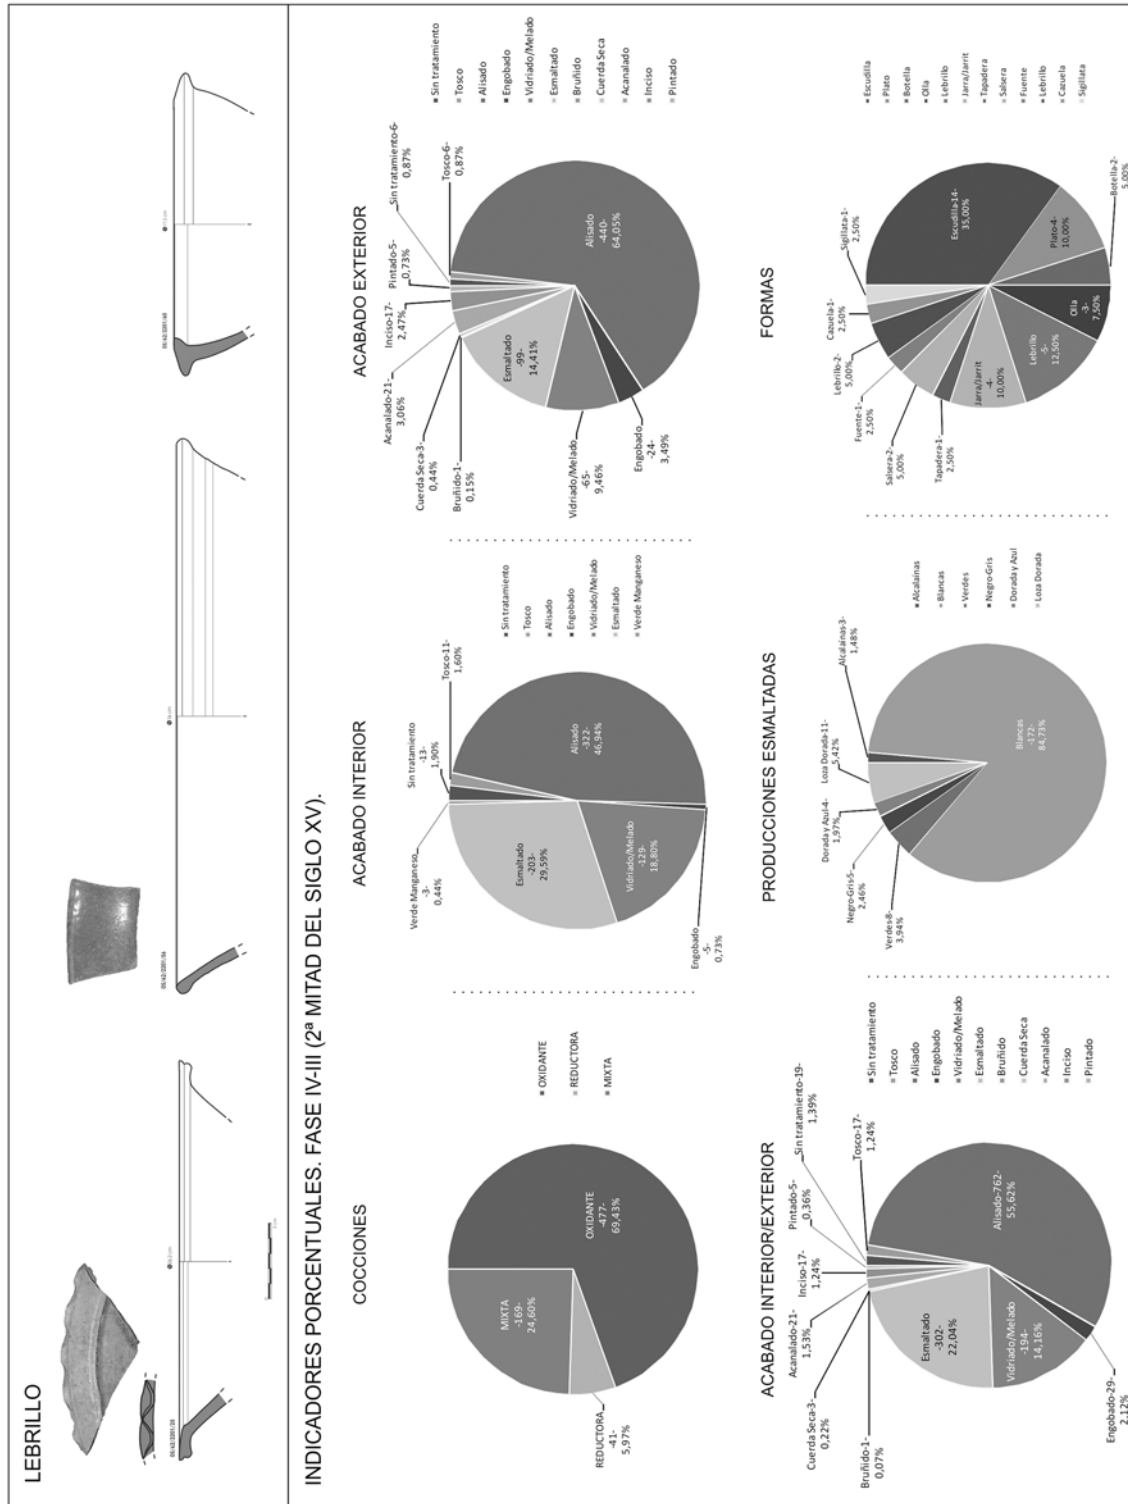 LEBRILLO
05/62/2201/25
05/62/2201/56
05/62/2201/60
INDICADORES PORCENTUALES. FASE IV-III (2ª MITAD DEL SIGLO XV).
COCCIONES
OXIDANTE
-477-
69,43%
MIXTA
-169-
24,60%
REDUCTORA
-41-
5,97%
OXIDANTE
REDUCTORA
MIXTA
ACABADO INTERIOR
Sin tratamiento
-13-
1,90%
Tosco-11-
1,60%
Alisado
-322-
46,94%
Engobado
-5-
0,73%
Vidriado/Melado
-129-
18,80%
Esmaltado
-203-
29,59%
Verde Manganeso
-3-
0,44%
Sin tratamiento
Tosco
Alisado
Engobado
Vidriado/Melado
Esmaltado
Verde Manganeso
ACABADO EXTERIOR
Sin tratamiento-6-
0,87%
Tosco-6-
0,87%
Alisado
-440-
64,05%
Engobado
-24-
3,49%
Vidriado/Melado
-65-
9,46%
Esmaltado
-99-
14,41%
Bruñido-1-
0,15%
Cuerda Seca-3-
0,44%
Acanalado-21-
3,06%
Inciso-17-
2,47%
Pintado-5-
0,73%
Sin tratamiento
Tosco
Alisado
Engobado
Vidriado/Melado
Esmaltado
Bruñido
Cuerda Seca
Acanalado
Inciso
Pintado
ACABADO INTERIOR/EXTERIOR
Sin tratamiento-19-
1,39%
Tosco-17-
1,24%
Alisado-762-
55,62%
Engobado-29-
2,12%
Vidriado/Melado
-194-
14,16%
Esmaltado
-302-
22,04%
Bruñido-1-
0,07%
Cuerda Seca-3-
0,22%
Acanalado-21-
1,53%
Inciso-17-
1,24%
Pintado-5-
0,36%
Sin tratamiento
Tosco
Alisado
Engobado
Vidriado/Melado
Esmaltado
Bruñido
Cuerda Seca
Acanalado
Inciso
Pintado
PRODUCCIONES ESMALTADAS
Alcalainas-3-
1,48%
Blancas
-172-
84,73%
Verdes-8-
3,94%
Negro-Gris-5-
2,46%
Dorada y Azul-4-
1,97%
Loza Dorada-11-
5,42%
Alcalainas
Blancas
Verdes
Negro-Gris
Dorada y Azul
Loza Dorada
FORMAS
Escudilla-14-
35,00%
Plato-4-
10,00%
Botella-2-
5,00%
Olla
-3-
7,50%
Lebrillo
-5-
12,50%
Jarra/Jarrit
-4-
10,00%
Tapadera-1-
2,50%
Salsera-2-
5,00%
Fuente-1-
2,50%
Lebrillo-2-
5,00%
Cazuela-1-
2,50%
Sigillata-1-
2,50%
Escudilla
Plato
Botella
Olla
Lebrillo
Jarra/Jarrit
Tapadera
Salsera
Fuente
Lebrillo
Cazuela
Sigillata